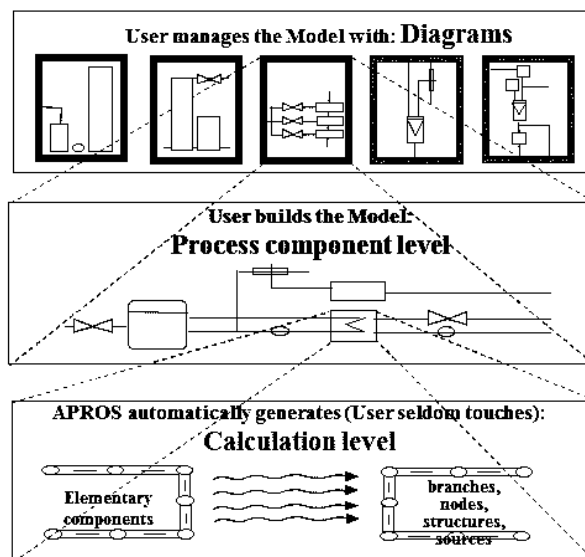 User manages the Model with: Diagrams
User builds the Model:
Process component level
APROS automatically generates (User seldom touches):
Calculation level
Elementary
components
branches,
nodes,
structures,
sources